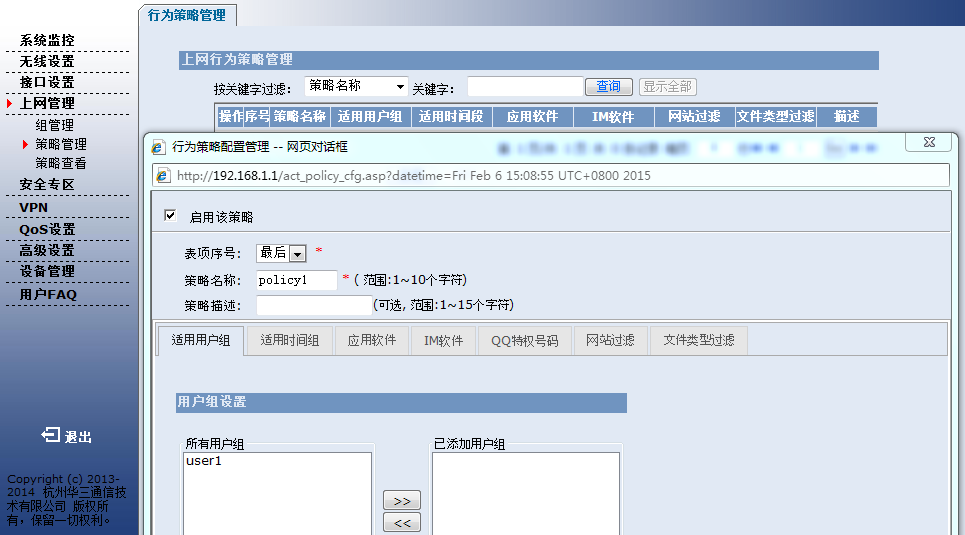 行为策略管理
系统监控
无线设置
接口设置
上网管理
组管理
策略管理
策略查看
安全专区
VPN
QoS设置
高级设置
设备管理
用户FAQ
退出
Copyright (c) 2013-
2014 杭州华三通信技
术有限公司 版权所
有，保留一切权利。
上网行为策略管理
按关键字过滤： 策略名称 关键字： 查询 显示全部
操作 序号 策略名称 适用用户组 适用时间段 应用软件 IM软件 网站过滤 文件类型过滤 描述
行为策略配置管理 -- 网页对话框
http://192.168.1.1/act_policy_cfg.asp?datetime=Fri Feb 6 15:08:55 UTC+0800 2015
启用该策略
表项序号： 最后 *
策略名称： policy1 * ( 范围:1~10个字符)
策略描述： (可选, 范围:1~15个字符)
适用用户组 适用时间组 应用软件 IM软件 QQ特权号码 网站过滤 文件类型过滤
用户组设置
所有用户组 已添加用户组
user1
>>
<<